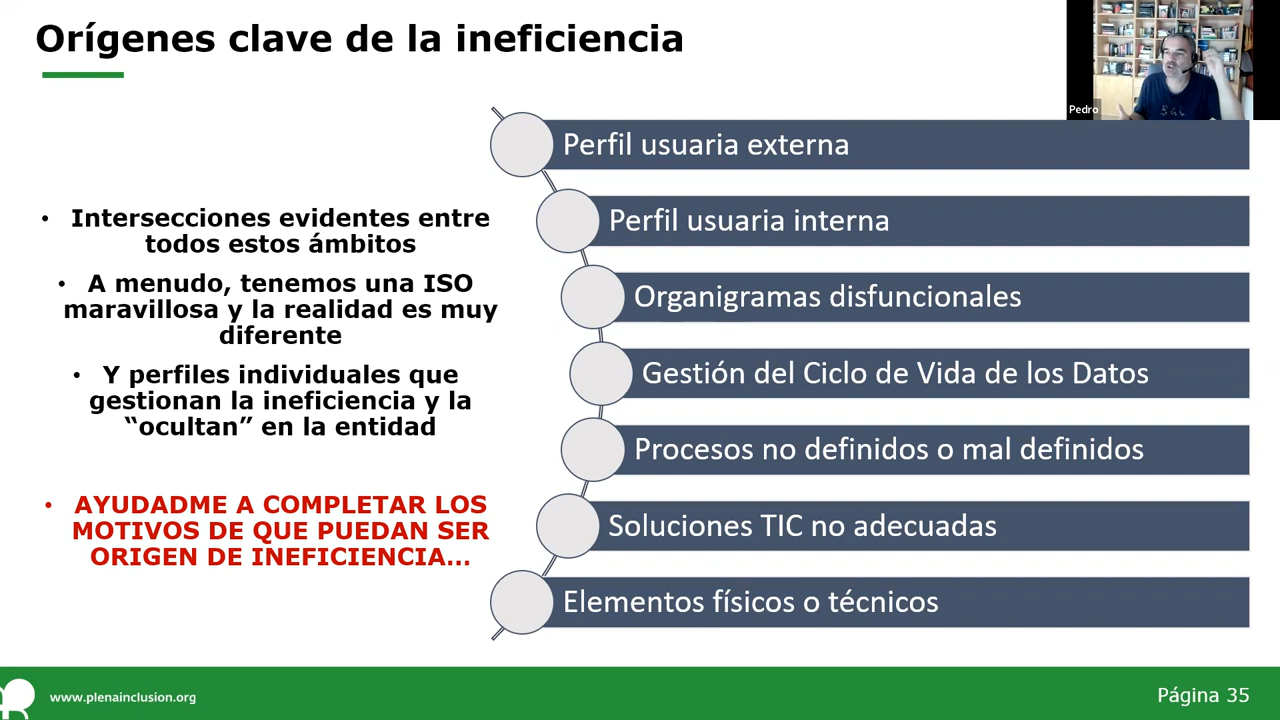 Orígenes clave de la ineficiencia
Pedro
• Intersecciones evidentes entre
todos estos ámbitos
• A menudo, tenemos una ISO
maravillosa y la realidad es muy
diferente
• Y perfiles individuales que
gestionan la ineficiencia y la
“ocultan” en la entidad
• AYUDADME A COMPLETAR LOS
MOTIVOS DE QUE PUEDAN SER
ORIGEN DE INEFICIENCIA…
Perfil usuaria externa
Perfil usuaria interna
Organigramas disfuncionales
Gestión del Ciclo de Vida de los Datos
Procesos no definidos o mal definidos
Soluciones TIC no adecuadas
Elementos físicos o técnicos
www.plenainclusion.org
Página 35